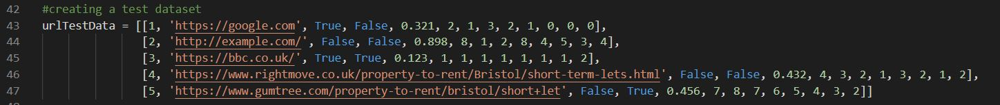 42 #creating a test dataset
43 urlTestData = [[1, 'https://google.com', True, False, 0.321, 2, 1, 3, 2, 1, 0, 0, 0],
44 [2, 'http://example.com/', False, False, 0.898, 8, 1, 2, 8, 4, 5, 3, 4],
45 [3, 'https://bbc.co.uk/', True, True, 0.123, 1, 1, 1, 1, 1, 1, 1, 2],
46 [4, 'https://www.rightmove.co.uk/property-to-rent/Bristol/short-term-lets.html', False, False, 0.432, 4, 3, 2, 1, 3, 2, 1, 2],
47 [5, 'https://www.gumtree.com/property-to-rent/bristol/short+let', False, True, 0.456, 7, 8, 7, 6, 5, 4, 3, 2]]